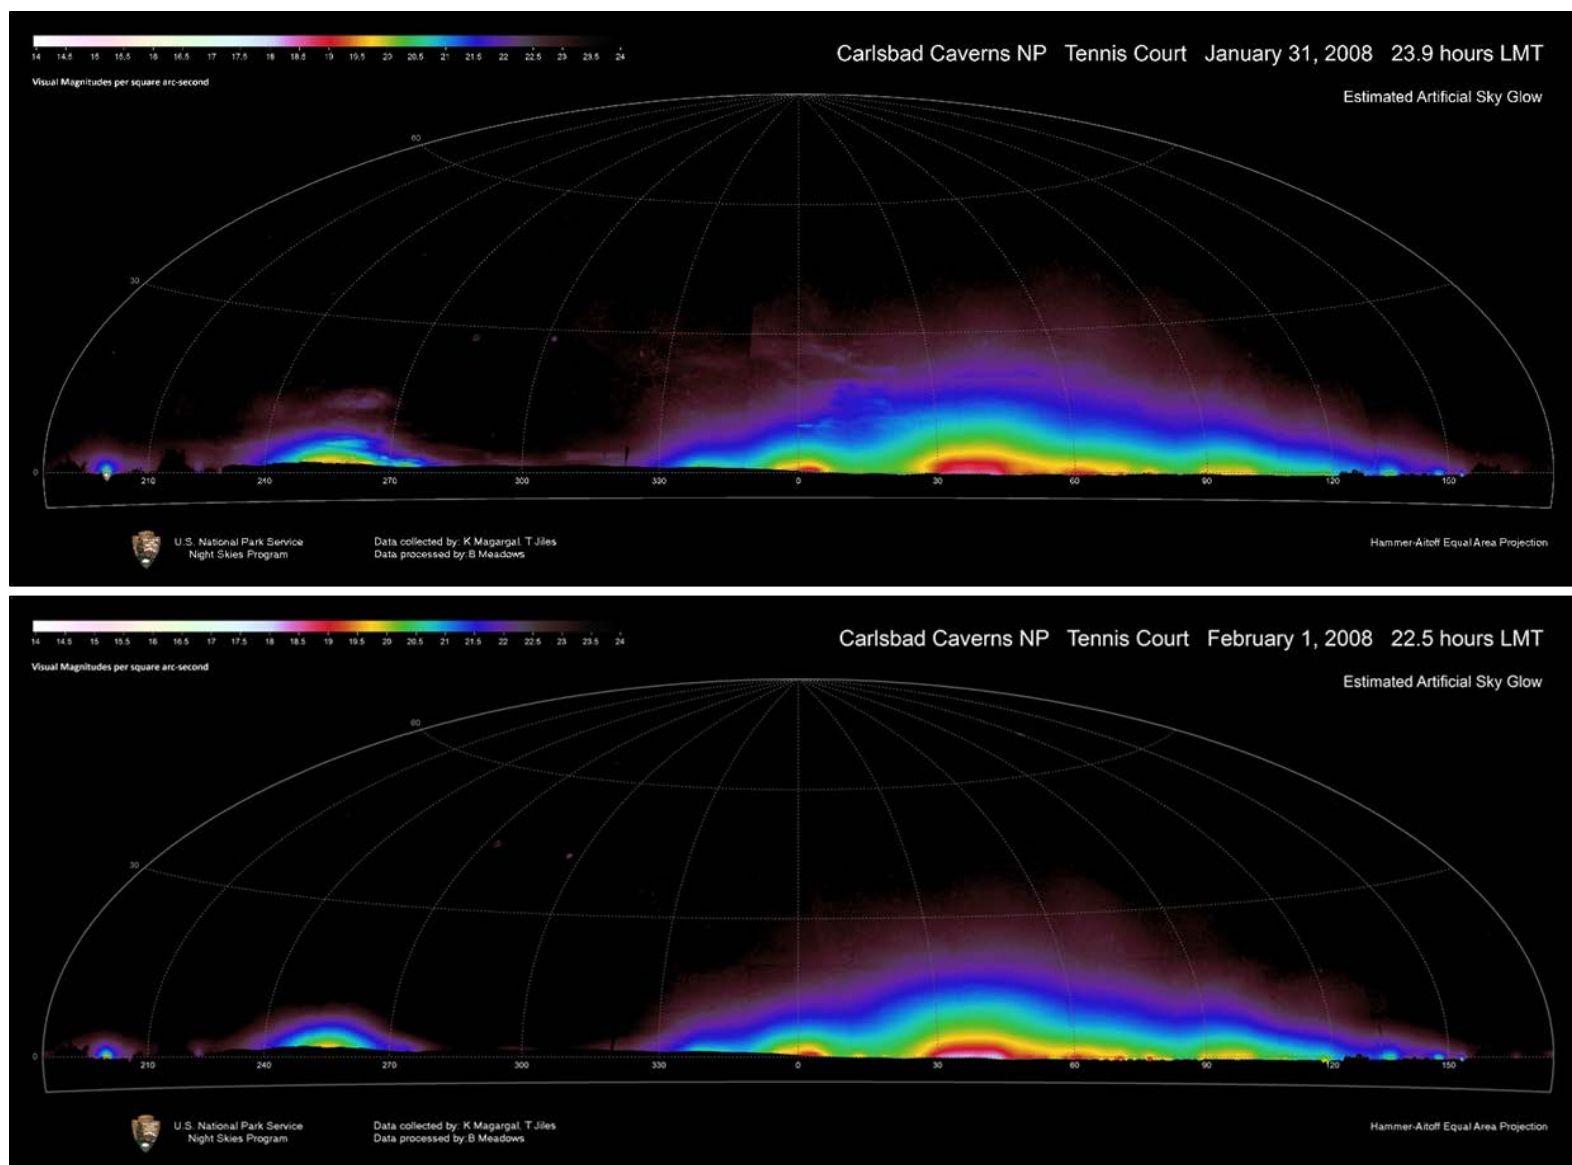 14 14.5 15 15.5 16 16.5 17 17.5 18 18.5 19 19.5 20 20.5 21 21.5 22 22.5 23 23.5 24
Visual Magnitudes per square arc-second
Carlsbad Caverns NP Tennis Court January 31, 2008 23.9 hours LMT
Estimated Artificial Sky Glow
60
30
0
210 240 270 300 330 0 30 60 90 120 150
U.S. National Park Service
Night Skies Program
Data collected by: K Magargal, T Jiles
Data processed by:B Meadows
Hammer-Aitoff Equal Area Projection
14 14.5 15 15.5 16 16.5 17 17.5 18 18.5 19 19.5 20 20.5 21 21.5 22 22.5 23 23.5 24
Visual Magnitudes per square arc-second
Carlsbad Caverns NP Tennis Court February 1, 2008 22.5 hours LMT
Estimated Artificial Sky Glow
60
30
0
210 240 270 300 330 0 30 60 90 120 150
U.S. National Park Service
Night Skies Program
Data collected by: K Magargal, T Jiles
Data processed by:B Meadows
Hammer-Aitoff Equal Area Projection